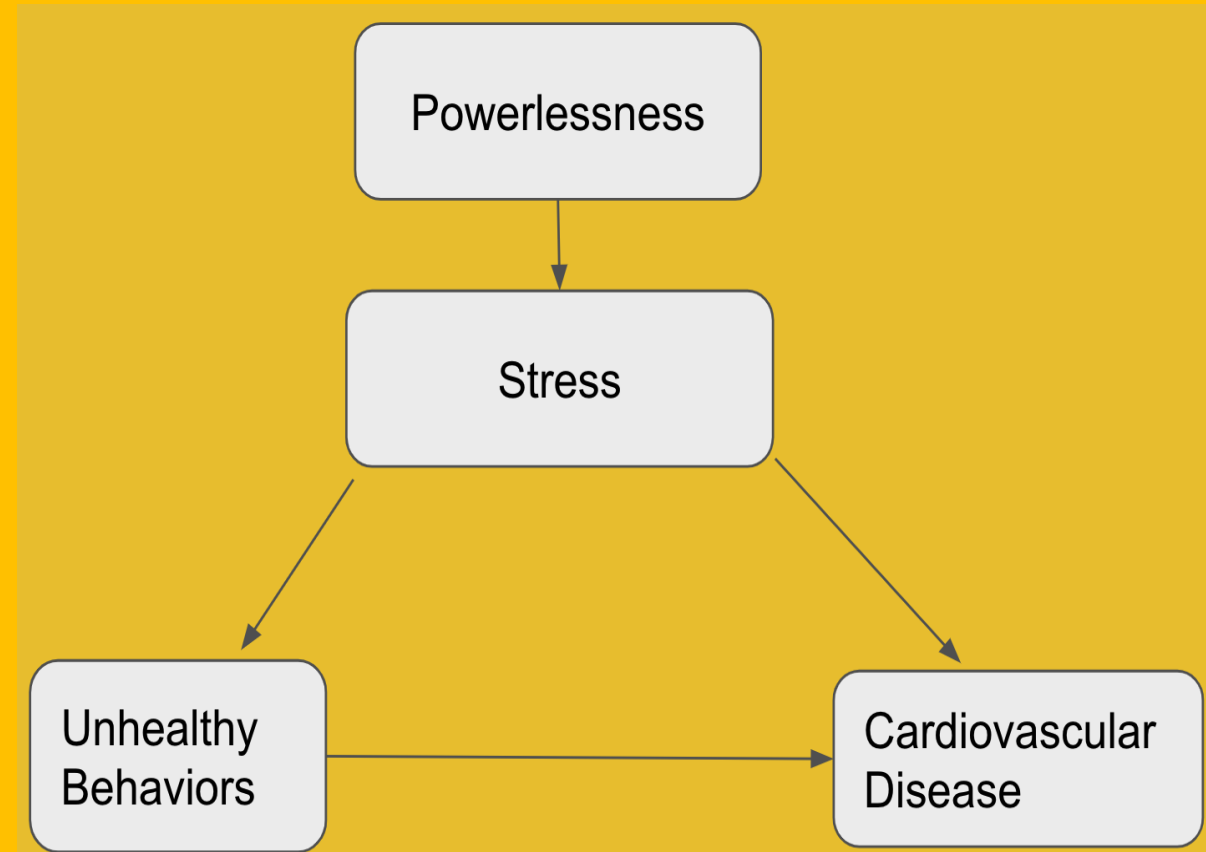 Powerlessness
Stress
Unhealthy
Behaviors
Cardiovascular
Disease